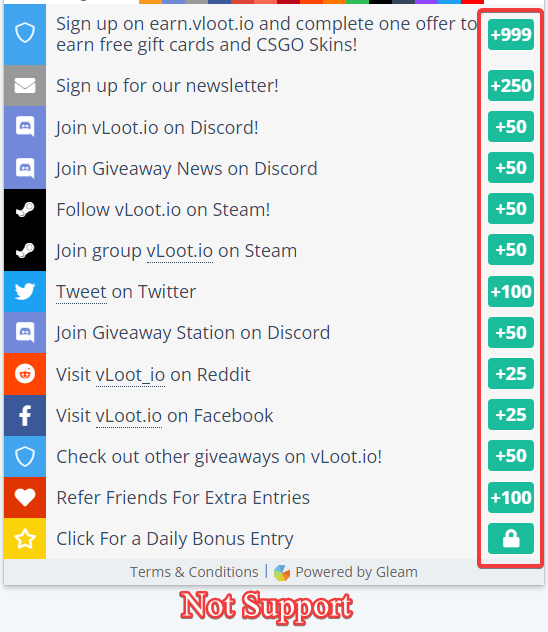 Sign up on earn.vloot.io and complete one offer to +999
earn free gift cards and CSGO Skins!
Sign up for our newsletter! +250
Join vLoot.io on Discord! +50
Join Giveaway News on Discord +50
Follow vLoot.io on Steam! +50
Join group vLoot.io on Steam +50
Tweet on Twitter +100
Join Giveaway Station on Discord +50
Visit vLoot_io on Reddit +25
Visit vLoot.io on Facebook +25
Check out other giveaways on vLoot.io! +50
Refer Friends For Extra Entries +100
Click For a Daily Bonus Entry
Terms & Conditions | Powered by Gleam
Not Support